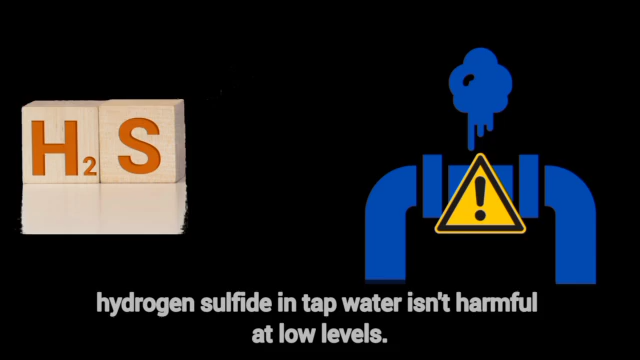 H2S
hydrogen sulfide in tap water isn't harmful
at low levels.